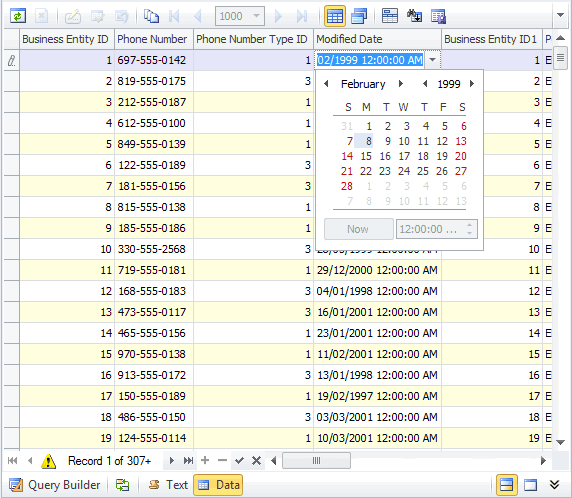 1000
Business Entity ID Phone Number Phone Number Type ID Modified Date Business Entity ID1 P
1 697-555-0142 1 02/1999 12:00:00 AM 1 E
2 819-555-0175 3 2 E
3 212-555-0187 1 3 E
4 612-555-0100 1 4 E
5 849-555-0139 1 5 E
6 122-555-0189 3 6 E
7 181-555-0156 3 7 E
8 815-555-0138 1 8 E
9 185-555-0186 1 9 E
10 330-555-2568 3 10 E
11 719-555-0181 1 29/12/2000 12:00:00 AM 11 E
12 168-555-0183 3 04/01/1998 12:00:00 AM 12 E
13 473-555-0117 3 16/01/2001 12:00:00 AM 13 E
14 465-555-0156 1 23/01/2001 12:00:00 AM 14 E
15 970-555-0138 1 11/02/2001 12:00:00 AM 15 E
16 913-555-0172 3 13/01/1998 12:00:00 AM 16 E
17 150-555-0189 1 19/02/1997 12:00:00 AM 17 E
18 486-555-0150 3 03/03/2001 12:00:00 AM 18 E
19 124-555-0114 1 10/03/2001 12:00:00 AM 19 E
February 1999
S M T W T F S
31 1 2 3 4 5 6
7 8 9 10 11 12 13
14 15 16 17 18 19 20
21 22 23 24 25 26 27
28 1 2 3 4 5 6
7 8 9 10 11 12 13
Now 12:00:00 ...
Record 1 of 307+
Query Builder Text Data